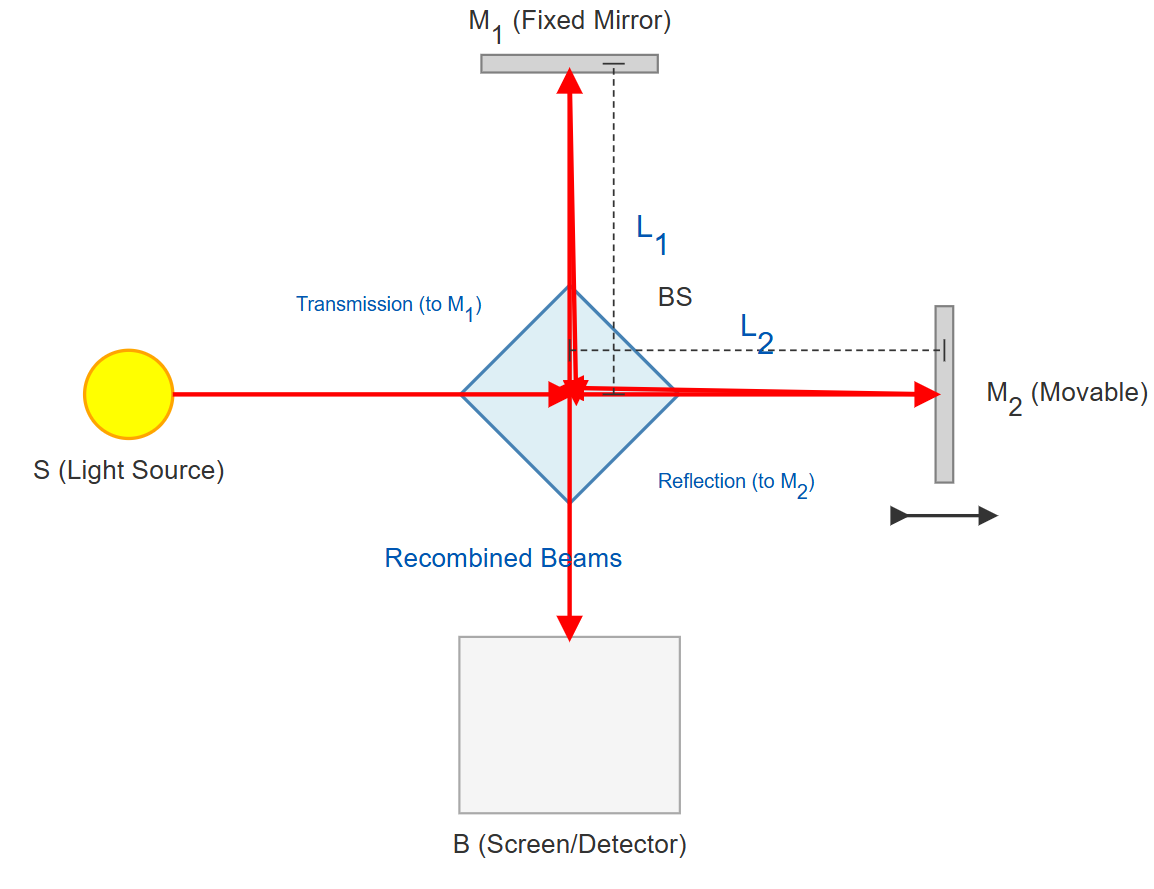 M1 (Fixed Mirror)
L1
BS
Transmission (to M1)
L2
M2 (Movable)
S (Light Source)
Reflection (to M2)
Recombined Beams
B (Screen/Detector)